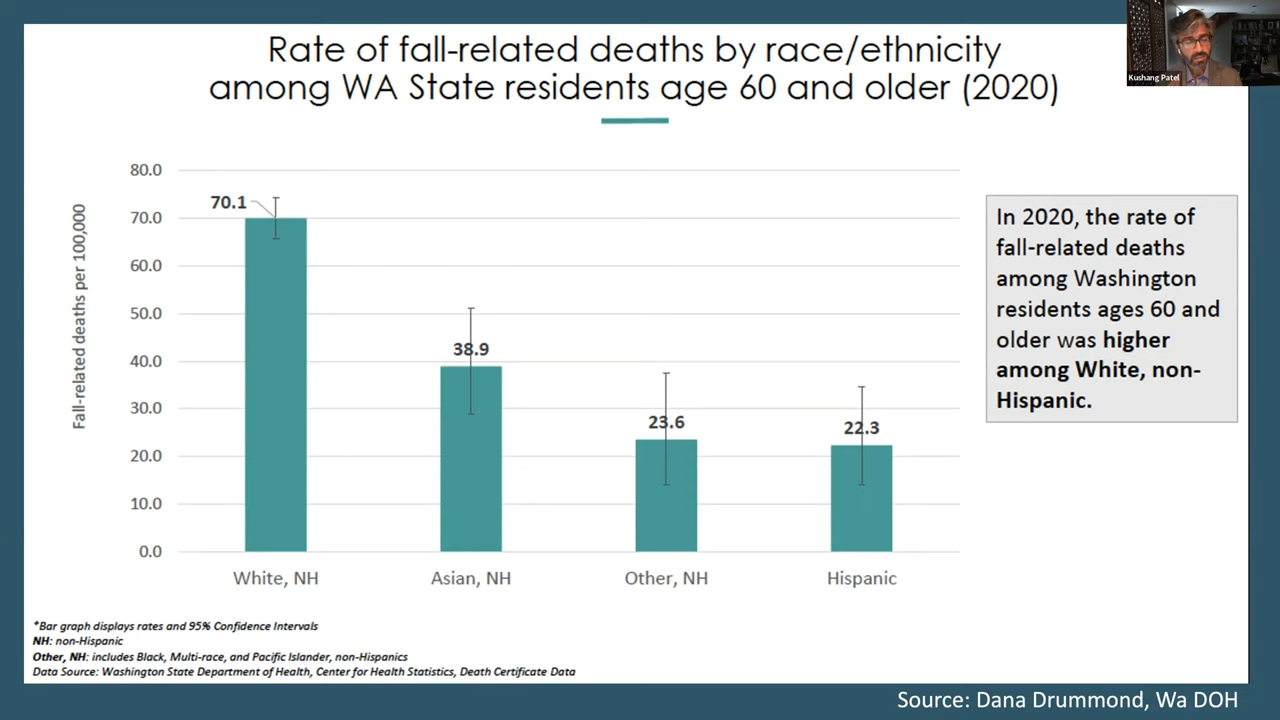 Rate of fall-related deaths by race/ethnicity
among WA State residents age 60 and older (2020)
Kushang Patel
80.0
70.0
60.0
50.0
40.0
30.0
20.0
10.0
0.0
Fall-related deaths per 100,000
70.1
38.9
23.6
22.3
White, NH
Asian, NH
Other, NH
Hispanic
In 2020, the rate of
fall-related deaths
among Washington
residents ages 60 and
older was higher
among White, non-
Hispanic.
*Bar graph displays rates and 95% Confidence Intervals
NH: non-Hispanic
Other, NH: includes Black, Multi-race, and Pacific Islander, non-Hispanics
Data Source: Washington State Department of Health, Center for Health Statistics, Death Certificate Data
Source: Dana Drummond, Wa DOH